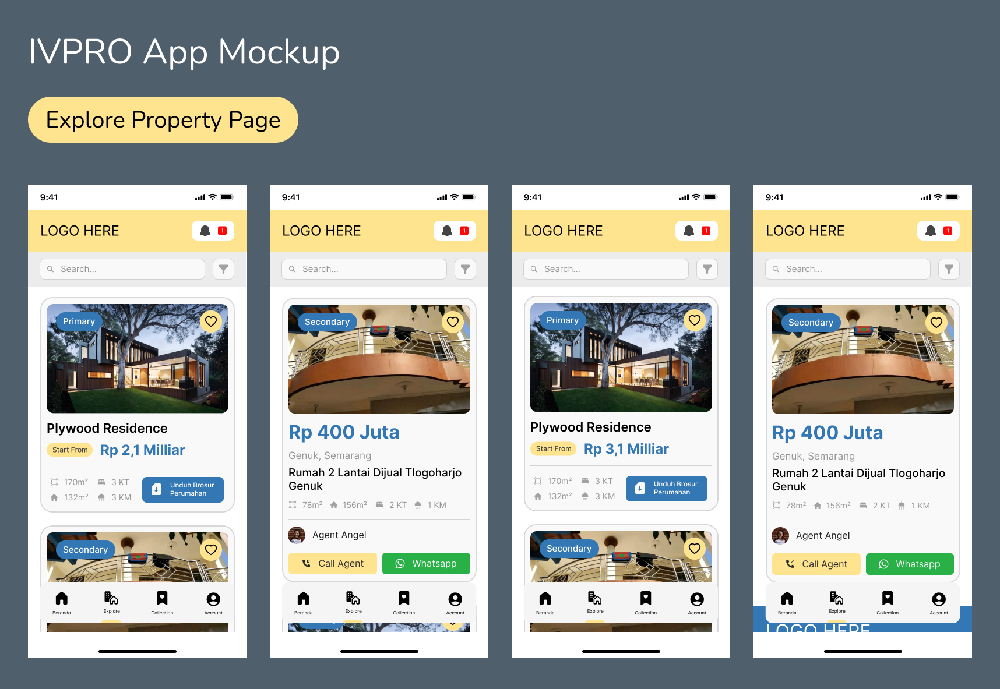 IVPRO App Mockup
Explore Property Page
9:41
LOGO HERE
1
Search...
Primary
Plywood Residence
Start From
Rp 2,1 Milliar
170m²
3 KT
132m²
3 KM
Unduh Brosur
Perumahan
Secondary
Beranda
Explore
Collection
Account
9:41
LOGO HERE
1
Search...
Secondary
Rp 400 Juta
Genuk, Semarang
Rumah 2 Lantai Dijual Tlogoharjo
Genuk
78m²
156m²
2 KT
1 KM
Agent Angel
Call Agent
Whatsapp
Beranda
Explore
Collection
Account
9:41
LOGO HERE
1
Search...
Primary
Plywood Residence
Start From
Rp 3,1 Milliar
170m²
3 KT
132m²
3 KM
Unduh Brosur
Perumahan
Secondary
Beranda
Explore
Collection
Account
9:41
LOGO HERE
1
Search...
Secondary
Rp 400 Juta
Genuk, Semarang
Rumah 2 Lantai Dijual Tlogoharjo
Genuk
78m²
156m²
2 KT
1 KM
Agent Angel
Call Agent
Whatsapp
Beranda
Explore
Collection
Account
LOGO HERE